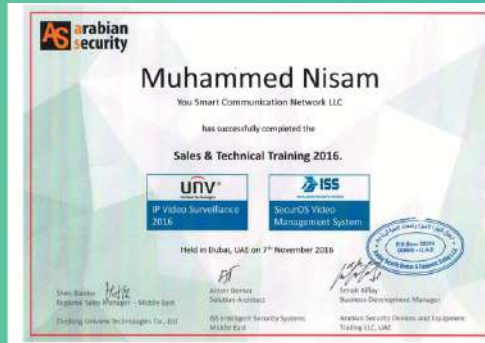 arabian
security
Muhammed Nisam
You Smart Communication Network LLC
has successfully completed the
Sales & Technical Training 2016.
unv
IP Video Surveillance
2016
ISS
SecurOS Video
Management System
Held in Dubai, UAE on 7th November 2016
Regional Sales Manager - Middle East
Solution Architect
Business Development Manager
Zhejiang Uniview Technologies Co., Ltd
ISS Intelligent Security Systems
Middle East
Arabian Security Devices and Equipment
Trading LLC, UAE